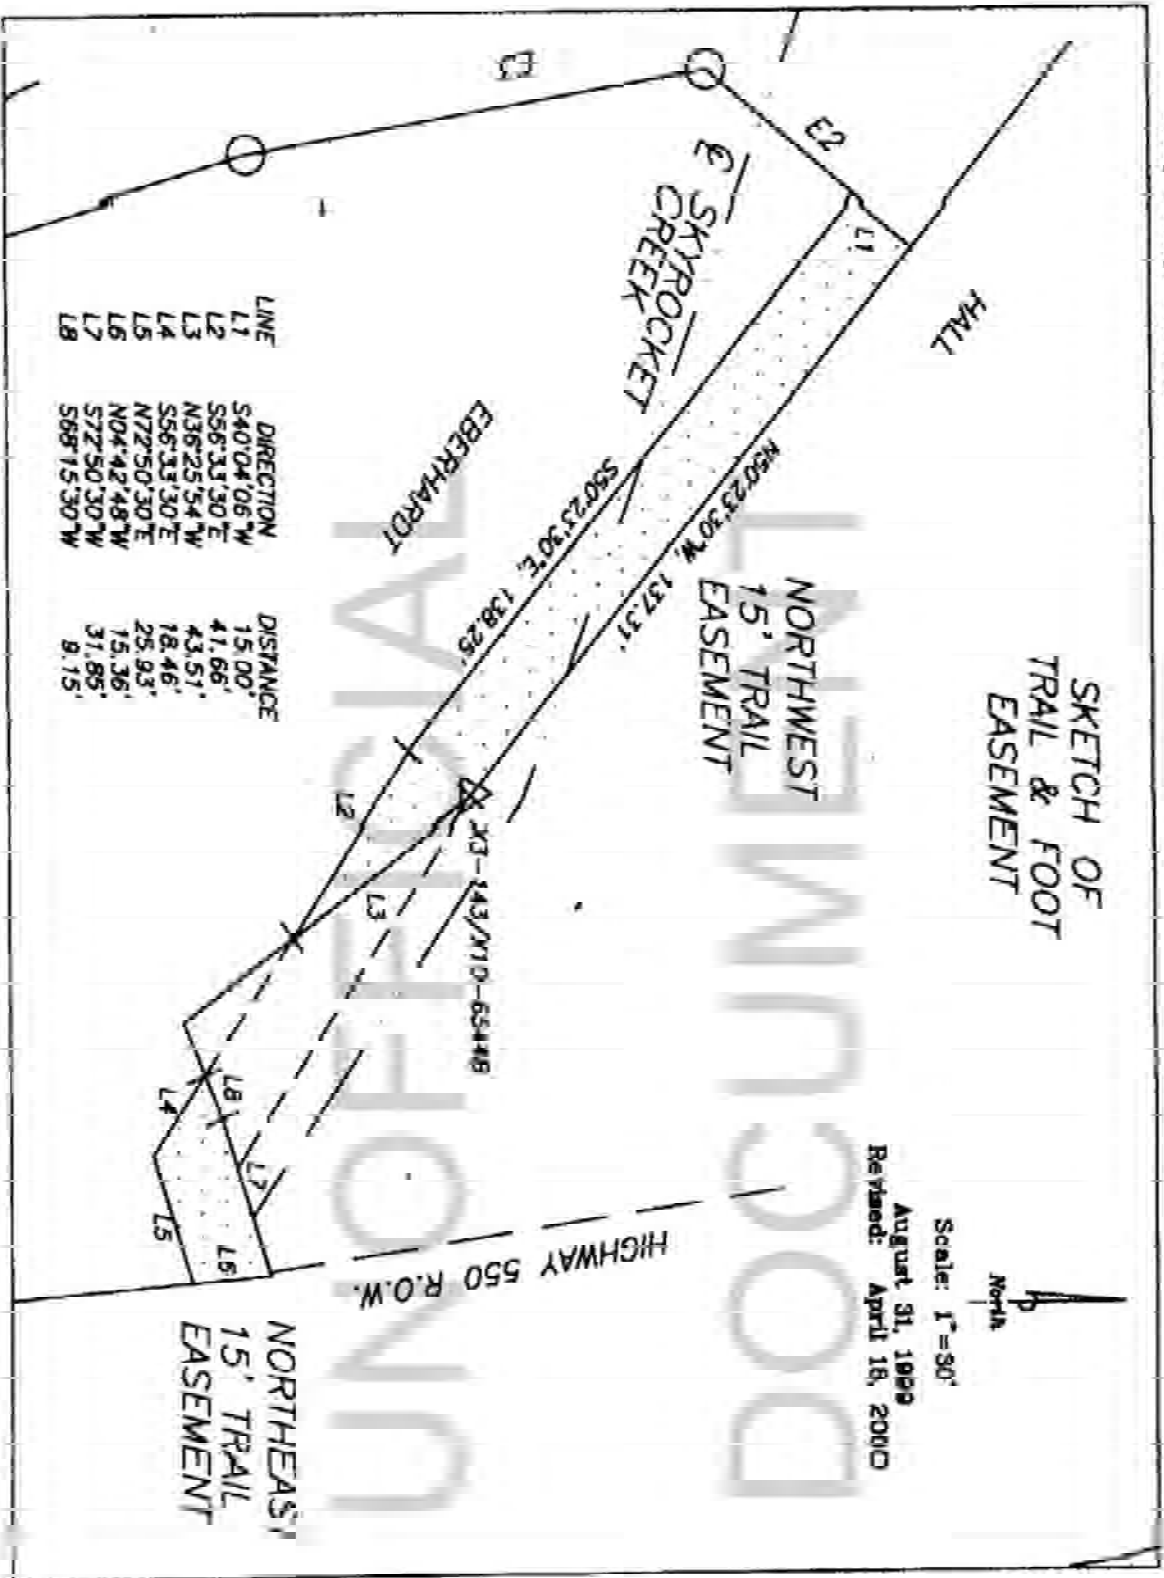 SKETCH OF
TRAIL & FOOT
EASEMENT
North
Scale: 1"=30'
August 31, 1999
Revised: April 18, 2000
HALL
E2
E3
L1
℄ SKYROCKET
CREEK
N50°23'30"W, 137.31'
S50°23'30"E, 138.25'
NORTHWEST
15' TRAIL
EASEMENT
EBERHARDT
L2
L3
L8
L7
L4
L5
L6
HIGHWAY 550 R.O.W.
NORTHEAST
15' TRAIL
EASEMENT
LINE DIRECTION DISTANCE
L1 S40°04'06"W 15.00'
L2 S56°33'30"E 41.66'
L3 N36°25'54"W 43.51'
L4 S56°33'30"E 18.46'
L5 N72°50'30"E 25.93'
L6 N04°42'48"W 15.36'
L7 S72°50'30"W 31.85'
L8 S68°15'30"W 9.15'
UNOFFICIAL
DOCUMENT